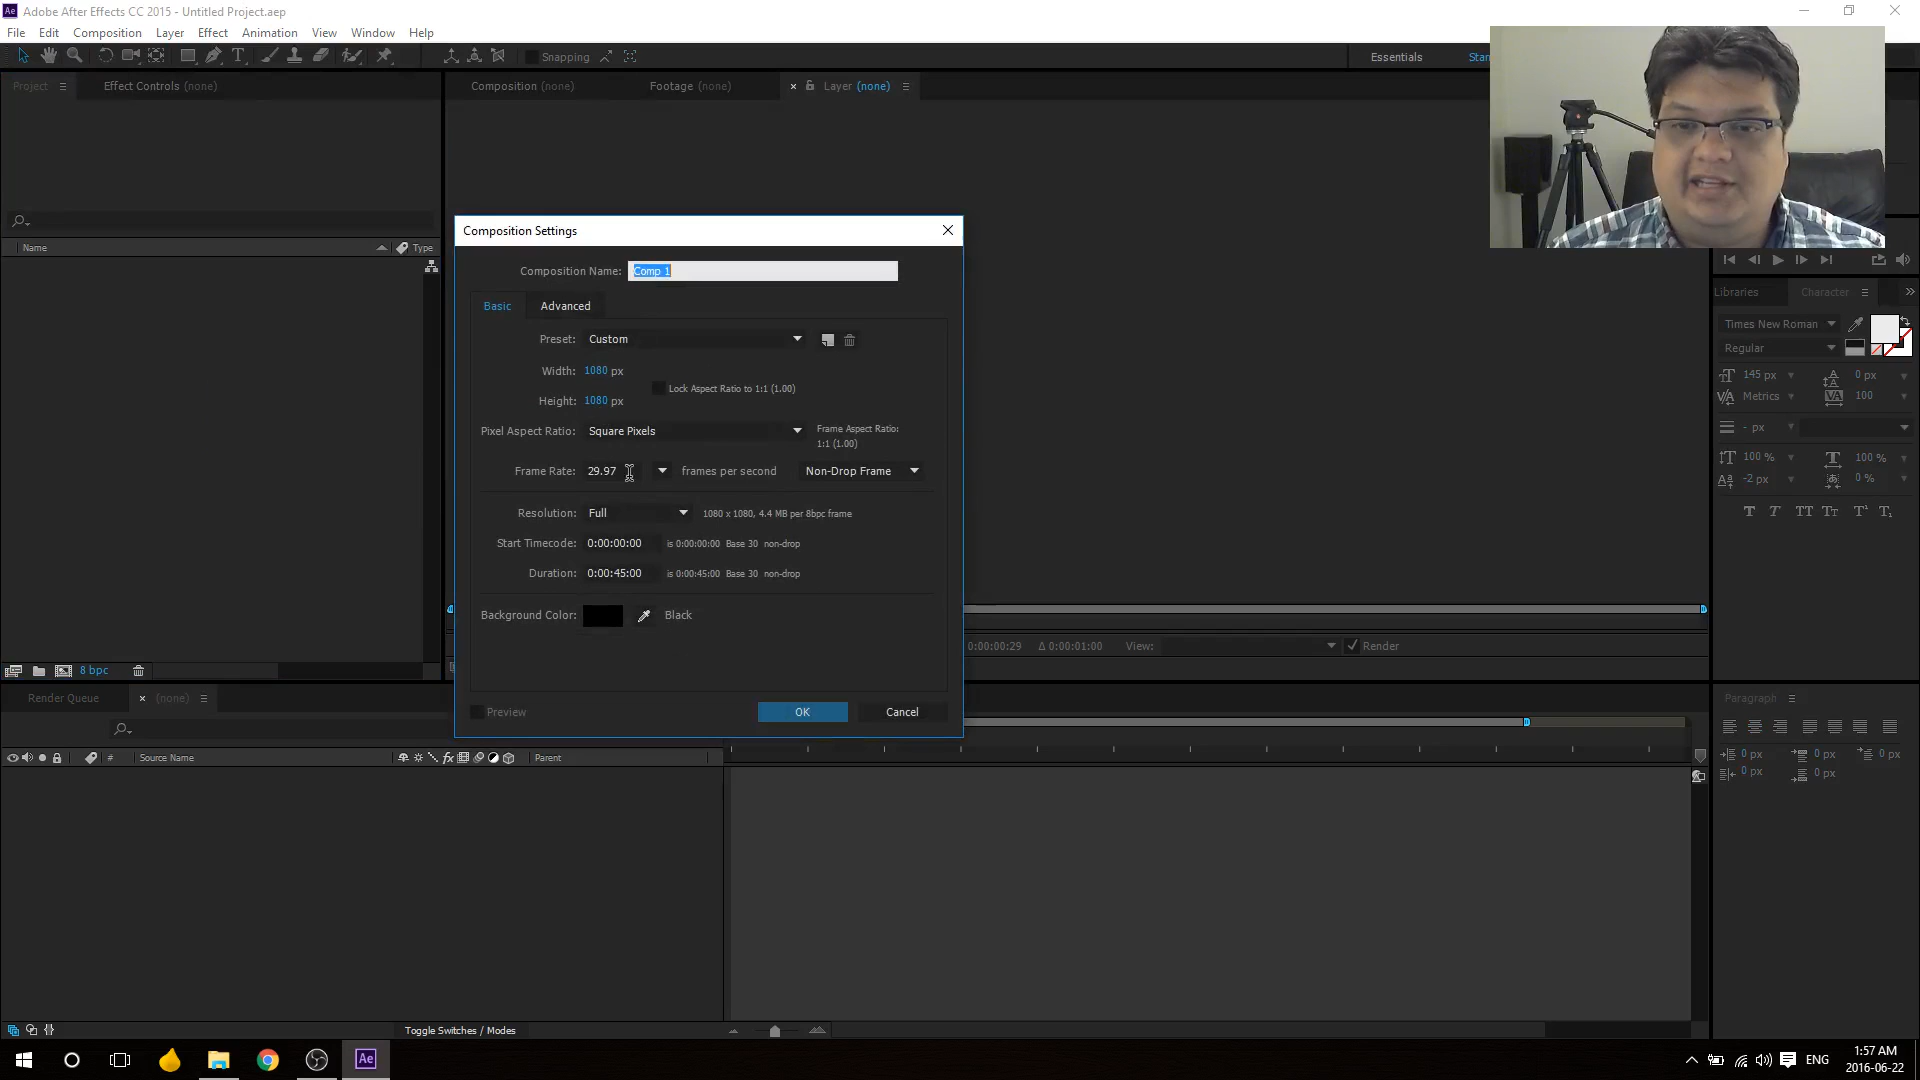 Ae Adobe After Effects CC 2015 - Untitled Project.aep
File Edit Composition Layer Effect Animation View Window Help
T Snapping Essentials Stan
Project Effect Controls (none) Composition (none) Footage (none) × Layer (none)
Name Type
Composition Settings
Composition Name: Comp 1
Basic Advanced
Preset: Custom
Width: 1080 px
Lock Aspect Ratio to 1:1 (1.00)
Height: 1080 px
Pixel Aspect Ratio: Square Pixels Frame Aspect Ratio:
1:1 (1.00)
Frame Rate: 29.97 frames per second Non-Drop Frame
Resolution: Full 1080 x 1080, 4.4 MB per 8bpc frame
Start Timecode: 0:00:00:00 is 0:00:00:00 Base 30 non-drop
Duration: 0:00:45:00 is 0:00:45:00 Base 30 non-drop
Background Color: Black
Preview OK Cancel
Libraries Character
Times New Roman
Regular
145 px 0 px
Metrics 100
- px
100 % 100 %
-2 px 0 %
T T TT Tt T¹ T₁
8 bpc 0:00:00:29 Δ 0:00:01:00 View: Render
Render Queue × (none) Paragraph
# Source Name fx Parent
0 px 0 px 0 px
0 px 0 px
Toggle Switches / Modes
Ae ENG 1:57 AM
2016-06-22